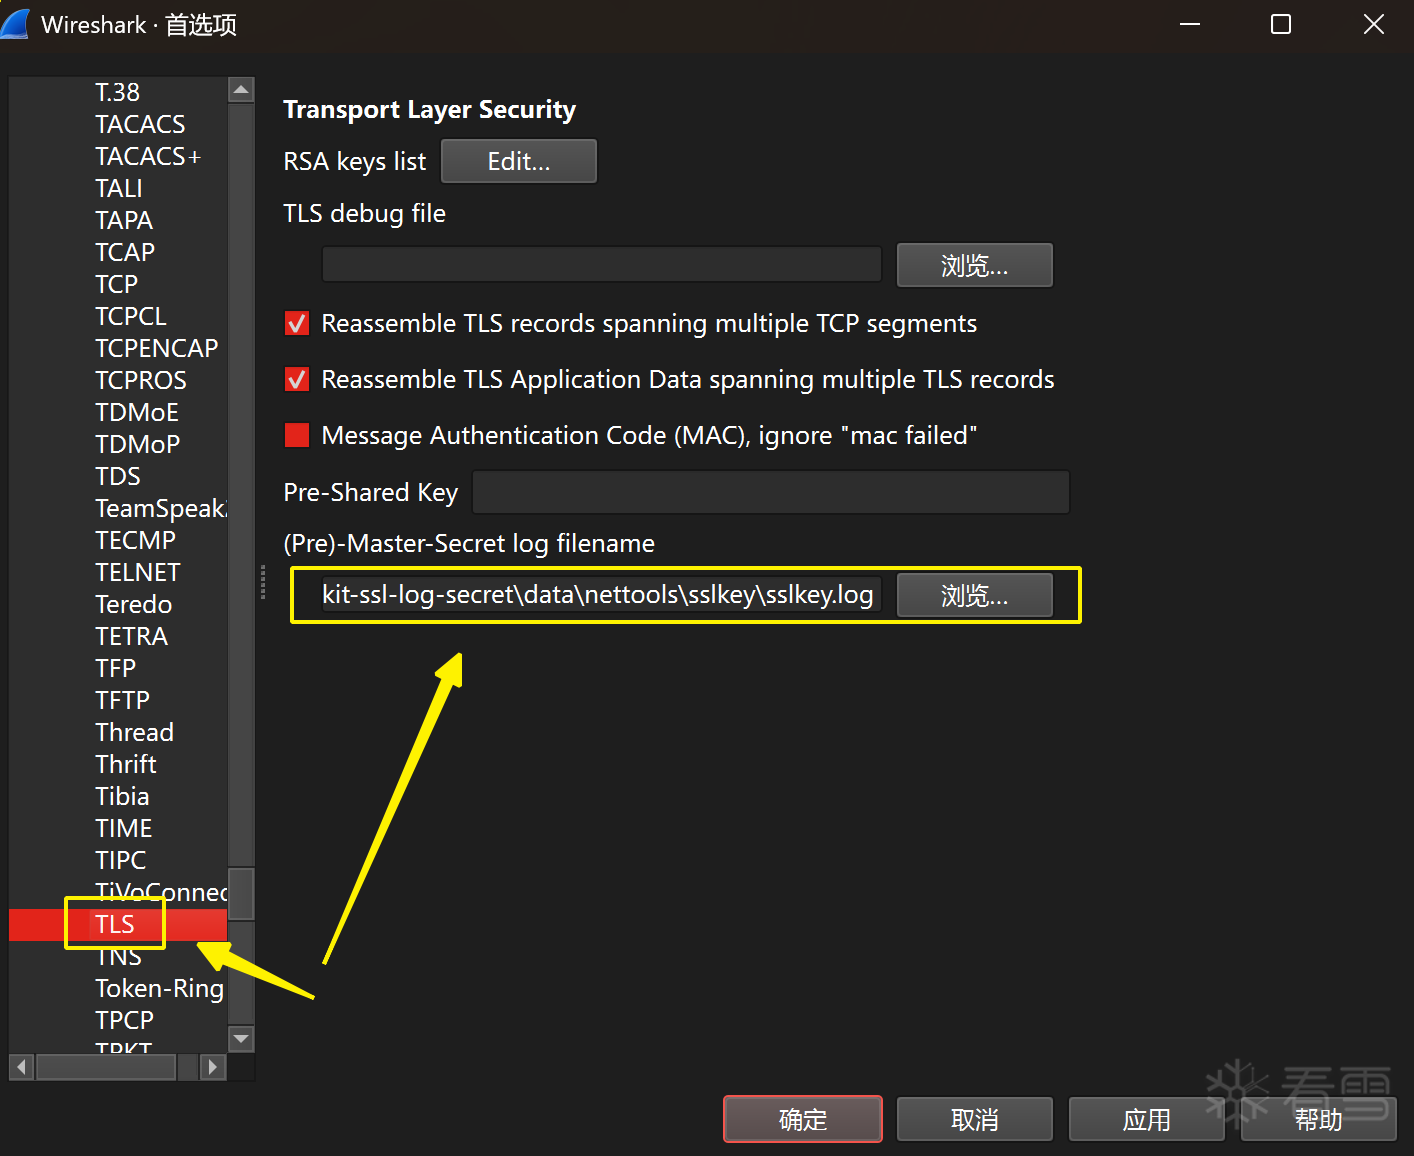 Wireshark · 首选项
T.38
TACACS
TACACS+
TALI
TAPA
TCAP
TCP
TCPCL
TCPENCAP
TCPROS
TDMoE
TDMoP
TDS
TeamSpeak
TECMP
TELNET
Teredo
TETRA
TFP
TFTP
Thread
Thrift
Tibia
TIME
TIPC
TiVoConnec
TLS
TNS
Token-Ring
TPCP
TPKT
Transport Layer Security
RSA keys list Edit...
TLS debug file
浏览...
Reassemble TLS records spanning multiple TCP segments
Reassemble TLS Application Data spanning multiple TLS records
Message Authentication Code (MAC), ignore "mac failed"
Pre-Shared Key
(Pre)-Master-Secret log filename
kit-ssl-log-secret\data\nettools\sslkey\sslkey.log 浏览...
确定 取消 应用 帮助
看雪